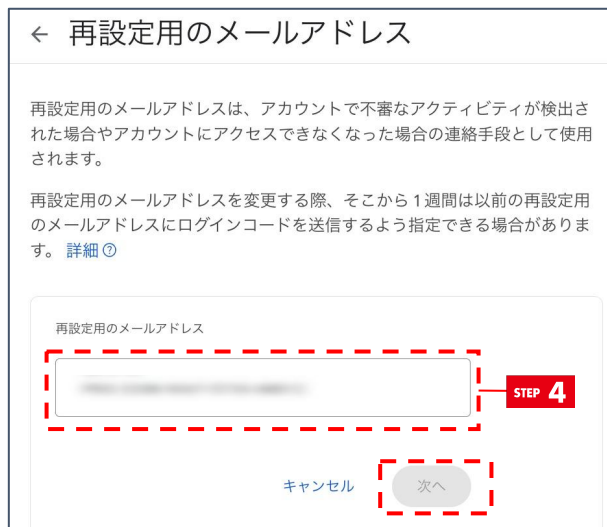 ← 再設定用のメールアドレス
再設定用のメールアドレスは、アカウントで不審なアクティビティが検出さ
れた場合やアカウントにアクセスできなくなった場合の連絡手段として使用
されます。
再設定用のメールアドレスを変更する際、そこから1週間は以前の再設定用
のメールアドレスにログインコードを送信するよう指定できる場合がありま
す。 詳細
再設定用のメールアドレス
STEP 4
キャンセル 次へ